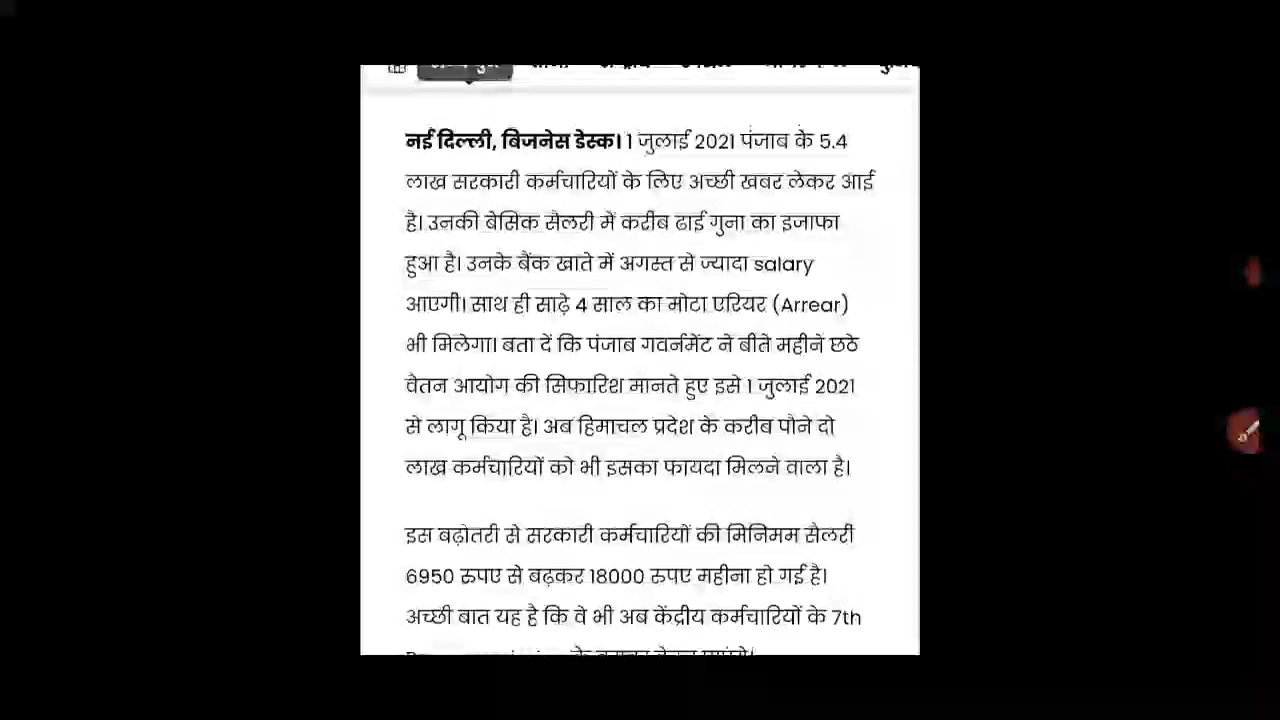 नई दिल्ली, बिजनेस डेस्क। 1 जुलाई 2021 पंजाब के 5.4
लाख सरकारी कर्मचारियों के लिए अच्छी खबर लेकर आई
है। उनकी बेसिक सैलरी में करीब ढाई गुना का इजाफा
हुआ है। उनके बैंक खाते में अगस्त से ज्यादा salary
आएगी। साथ ही साढ़े 4 साल का मोटा एरियर (Arrear)
भी मिलेगा। बता दें कि पंजाब गवर्नमेंट ने बीते महीने छठे
वेतन आयोग की सिफारिश मानते हुए इसे 1 जुलाई 2021
से लागू किया है। अब हिमाचल प्रदेश के करीब पौने दो
लाख कर्मचारियों को भी इसका फायदा मिलने वाला है।
इस बढ़ोतरी से सरकारी कर्मचारियों की मिनिमम सैलरी
6950 रुपए से बढ़कर 18000 रुपए महीना हो गई है।
अच्छी बात यह है कि वे भी अब केंद्रीय कर्मचारियों के 7th